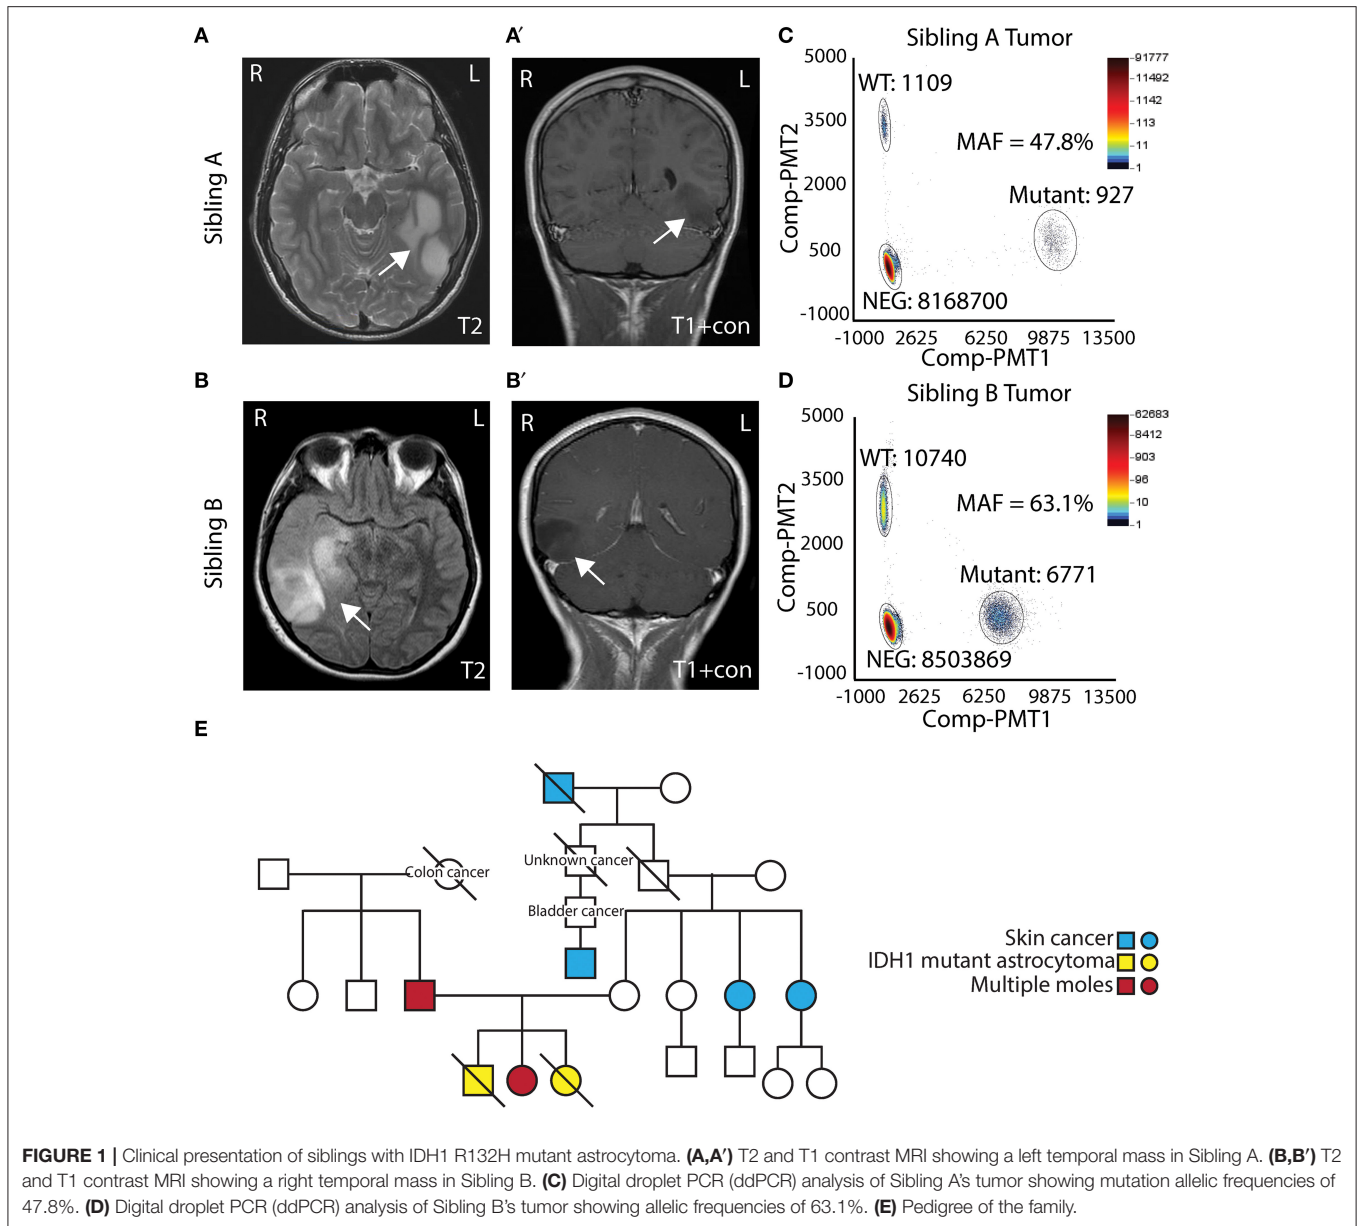 A
A′
C
Sibling A Tumor
R
L
R
L
5000
WT: 1109
91777
11492
1142
113
11
1
3500
MAF = 47.8%
Sibling A
Comp-PMT2
2000
Mutant: 927
500
NEG: 8168700
T2
T1+con
-1000
-1000 2625 6250 9875 13500
Comp-PMT1
B
B′
D
Sibling B Tumor
R
L
R
L
5000
WT: 10740
62683
8412
903
96
10
1
3500
MAF = 63.1%
Sibling B
Comp-PMT2
2000
Mutant: 6771
500
NEG: 8503869
T2
T1+con
-1000
-1000 2625 6250 9875 13500
Comp-PMT1
E
Unknown cancer
Colon cancer
Bladder cancer
Skin cancer
IDH1 mutant astrocytoma
Multiple moles
FIGURE 1 | Clinical presentation of siblings with IDH1 R132H mutant astrocytoma. (A,A′) T2 and T1 contrast MRI showing a left temporal mass in Sibling A. (B,B′) T2
and T1 contrast MRI showing a right temporal mass in Sibling B. (C) Digital droplet PCR (ddPCR) analysis of Sibling A's tumor showing mutation allelic frequencies of
47.8%. (D) Digital droplet PCR (ddPCR) analysis of Sibling B's tumor showing allelic frequencies of 63.1%. (E) Pedigree of the family.